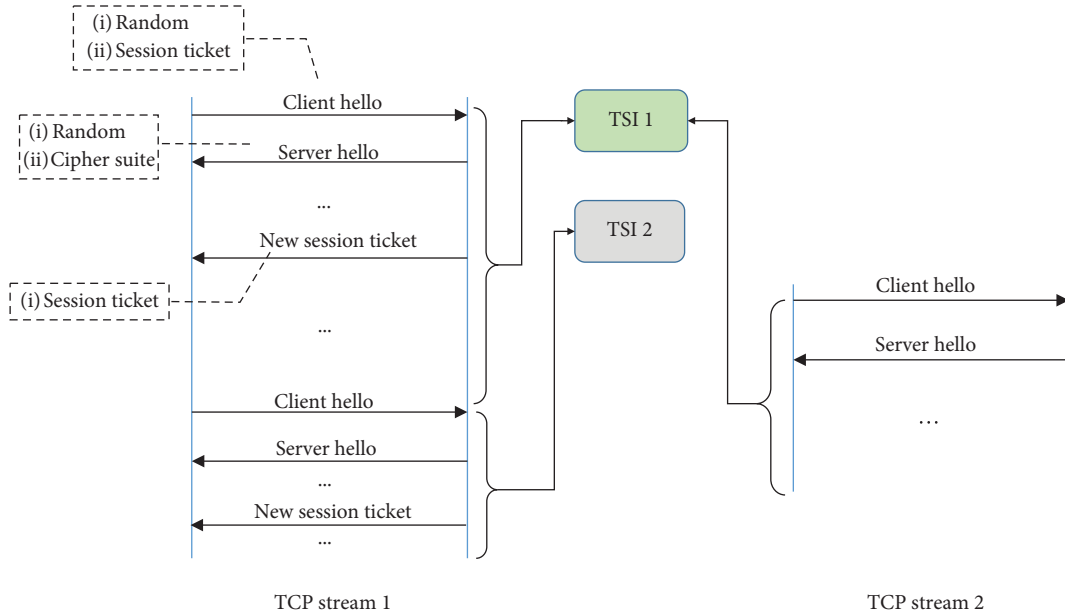 (i) Random
(ii) Session ticket
Client hello
TSI 1
(i) Random
(ii) Cipher suite
Server hello
...
TSI 2
New session ticket
(i) Session ticket
Client hello
...
Server hello
Client hello
...
Server hello
...
New session ticket
...
TCP stream 1
TCP stream 2